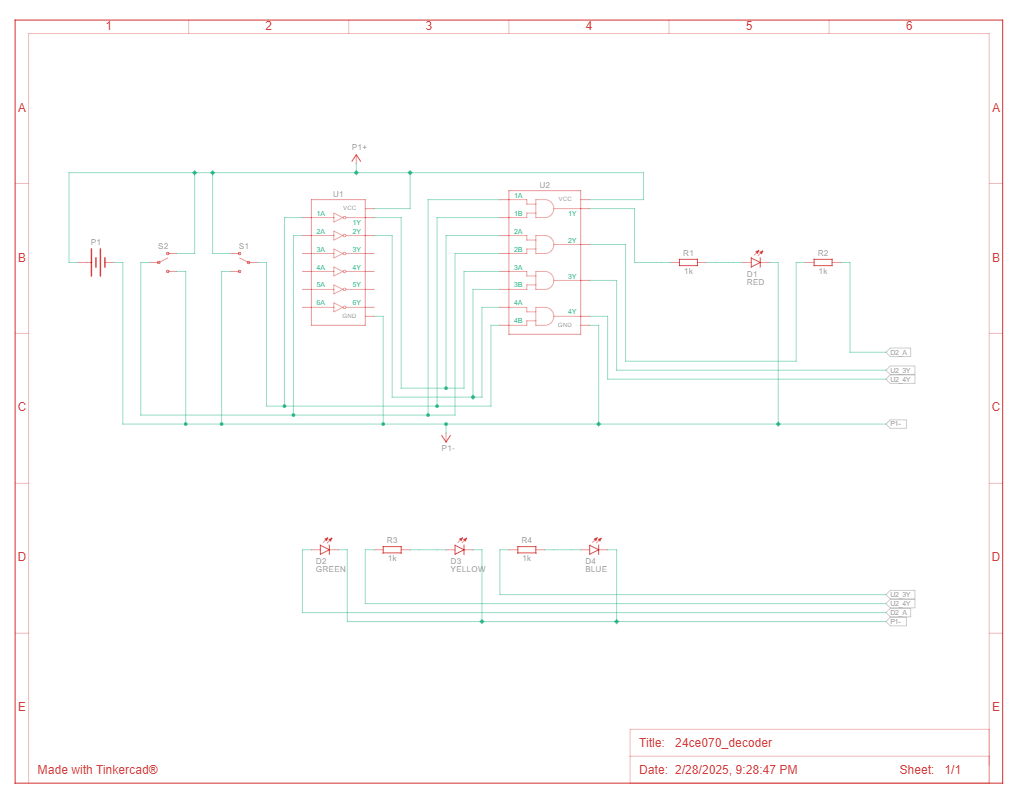 1 2 3 4 5 6
A A
P1+
B B
U1
VCC
1A 1Y
2A 2Y
3A 3Y
4A 4Y
5A 5Y
6A 6Y
GND
U2
1A VCC
1B 1Y
2A 2Y
2B
3A 3Y
3B
4A 4Y
4B GND
P1
S2
S1
R1
1k
D1
RED
R2
1k
C C
D2_A
U2_3Y
U2_4Y
P1-
P1-
D D
D2
GREEN
R3
1k
D3
YELLOW
R4
1k
D4
BLUE
U2_3Y
U2_4Y
D2_A
P1-
E E
Title: 24ce070_decoder
Made with Tinkercad®
Date: 2/28/2025, 9:28:47 PM Sheet: 1/1